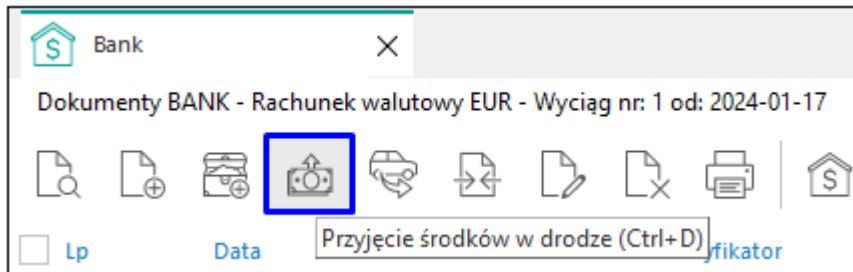 Bank
Dokumenty BANK - Rachunek walutowy EUR - Wyciąg nr: 1 od: 2024-01-17
Przyjęcie środków w drodze (Ctrl+D)
Lp Data yfikator